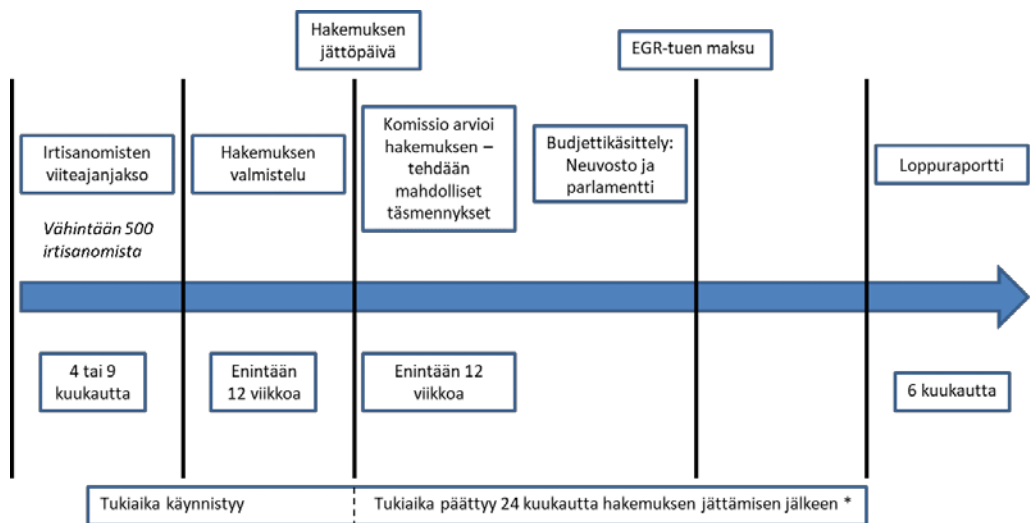 Hakemuksen
jättöpäivä
EGR-tuen maksu
Irtisanomisten
viiteajanjakso
Hakemuksen
valmistelu
Komissio arvioi
hakemuksen –
tehdään
mahdolliset
täsmennykset
Budjettikäsittely:
Neuvosto ja
parlamentti
Loppuraportti
Vähintään 500
irtisanomista
4 tai 9
kuukautta
Enintään
12 viikkoa
Enintään 12
viikkoa
6 kuukautta
Tukiaika käynnistyy
Tukiaika päättyy 24 kuukautta hakemuksen jättämisen jälkeen *